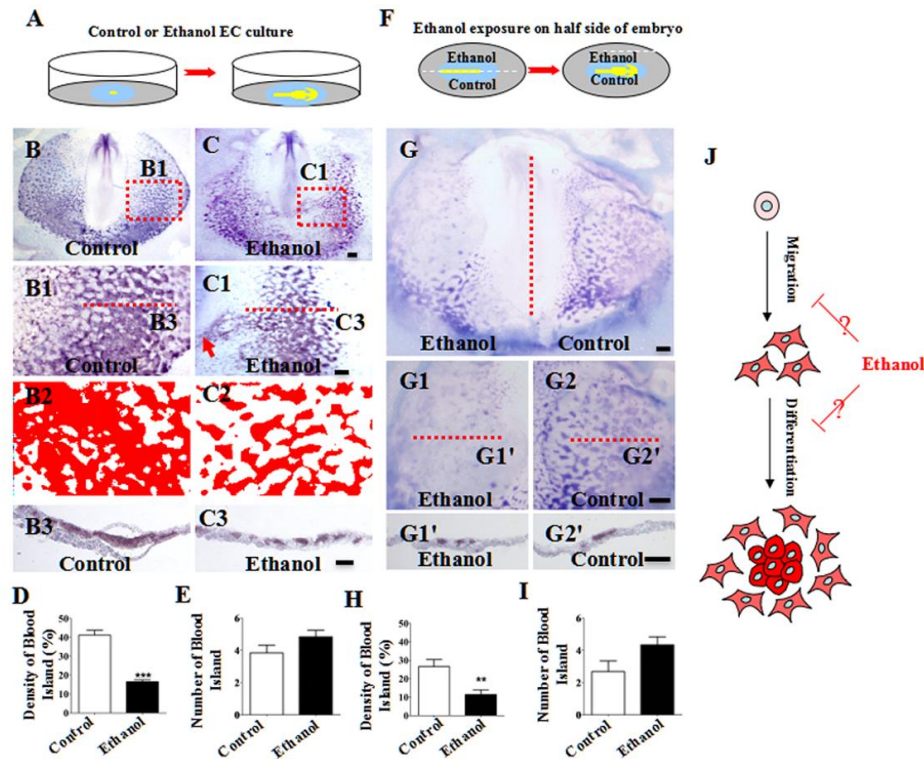 A
Control or Ethanol EC culture
F
Ethanol exposure on half side of embryo
Ethanol
Control
Ethanol
Control
B
B1
Control
C
C1
Ethanol
B1
B3
Control
C1
C3
Ethanol
B2
C2
B3
Control
C3
Ethanol
G
Ethanol
Control
G1
G1'
Ethanol
G2
G2'
Control
G1'
Ethanol
G2'
Control
J
Migration
?
Ethanol
?
Differentiation
D
Density of Blood
Island (%)
50
40
30
20
10
0
***
Control
Ethanol
E
Number of Blood
Island
6
4
2
0
Control
Ethanol
H
Density of Blood
Island (%)
50
40
30
20
10
0
**
Control
Ethanol
I
Number of Blood
Island
6
4
2
0
Control
Ethanol